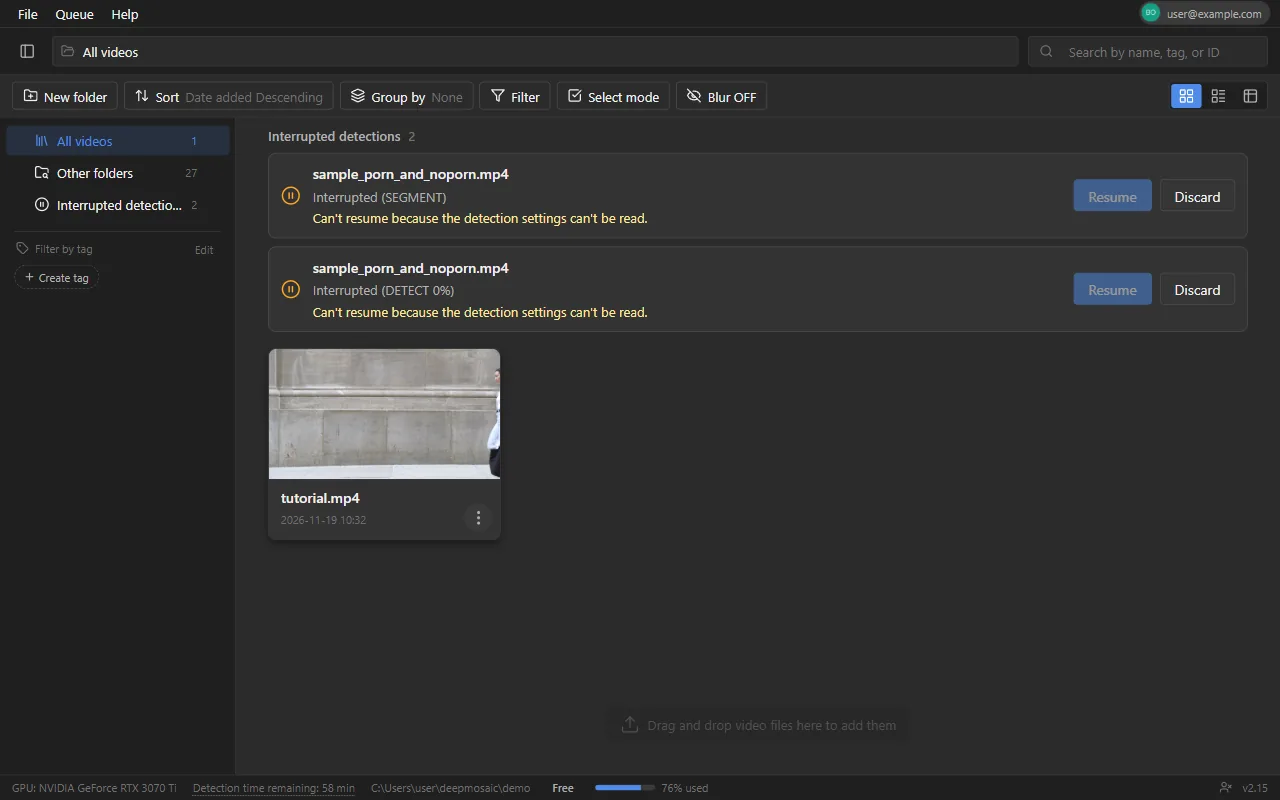 File Queue Help
BO user@example.com
All videos
Search by name, tag, or ID
New folder
Sort Date added Descending
Group by None
Filter
Select mode
Blur OFF
All videos 1
Other folders 27
Interrupted detectio... 2
Filter by tag Edit
+ Create tag
Interrupted detections 2
sample_porn_and_noporn.mp4
Interrupted (SEGMENT)
Can't resume because the detection settings can't be read.
Resume Discard
sample_porn_and_noporn.mp4
Interrupted (DETECT 0%)
Can't resume because the detection settings can't be read.
Resume Discard
tutorial.mp4
2026-11-19 10:32
Drag and drop video files here to add them
GPU: NVIDIA GeForce RTX 3070 Ti Detection time remaining: 58 min C:\Users\user\deepmosaic\demo Free 76% used v2.15